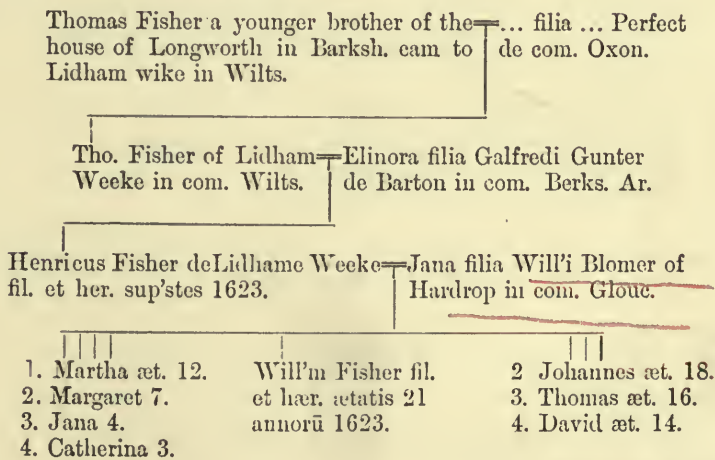 Thomas Fisher a younger brother of the
house of Longworth in Barksh. cam to
Lidham wike in Wilts.
... filia ... Perfect
de com. Oxon.
Tho. Fisher of Lidham
Weeke in com. Wilts.
Elinora filia Galfredi Gunter
de Barton in com. Berks. Ar.
Henricus Fisher de Lidhame Weeke
fil. et her. sup'stes 1623.
Jana filia Will'i Blomer of
Hardrop in com. Glouc.
1. Martha æt. 12.
2. Margaret 7.
3. Jana 4.
4. Catherina 3.
Will'm Fisher fil.
et hær. ætatis 21
annorū 1623.
2 Johannes æt. 18.
3. Thomas æt. 16.
4. David æt. 14.